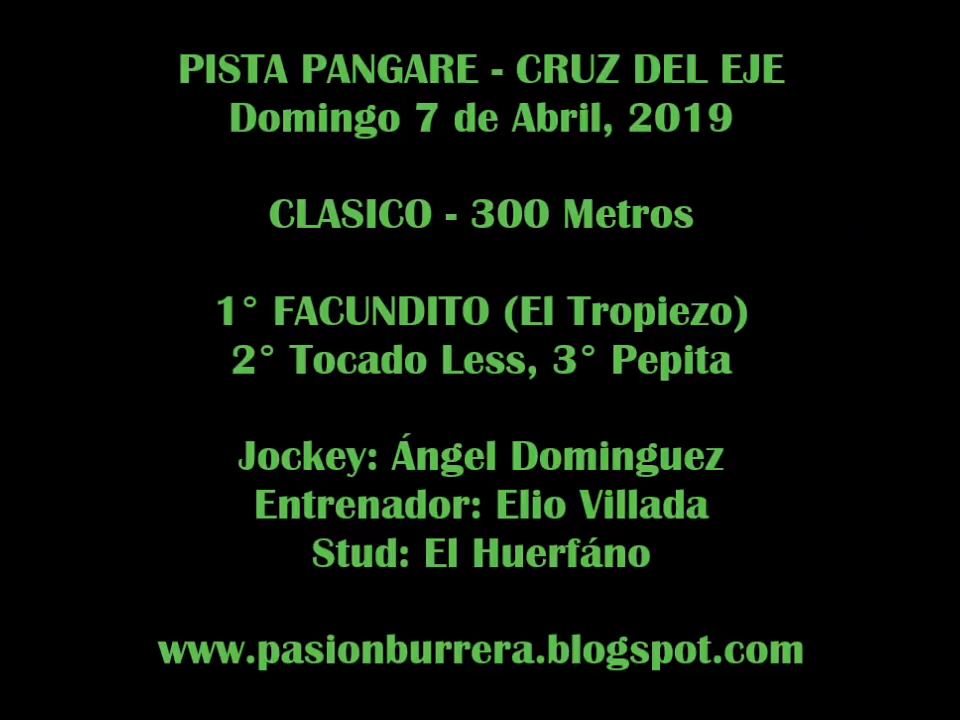 PISTA PANGARE - CRUZ DEL EJE
Domingo 7 de Abril, 2019
CLASICO - 300 Metros
1° FACUNDITO (El Tropiezo)
2° Tocado Less, 3° Pepita
Jockey: Ángel Dominguez
Entrenador: Elio Villada
Stud: El Huerfáno
www.pasionburrera.blogspot.com